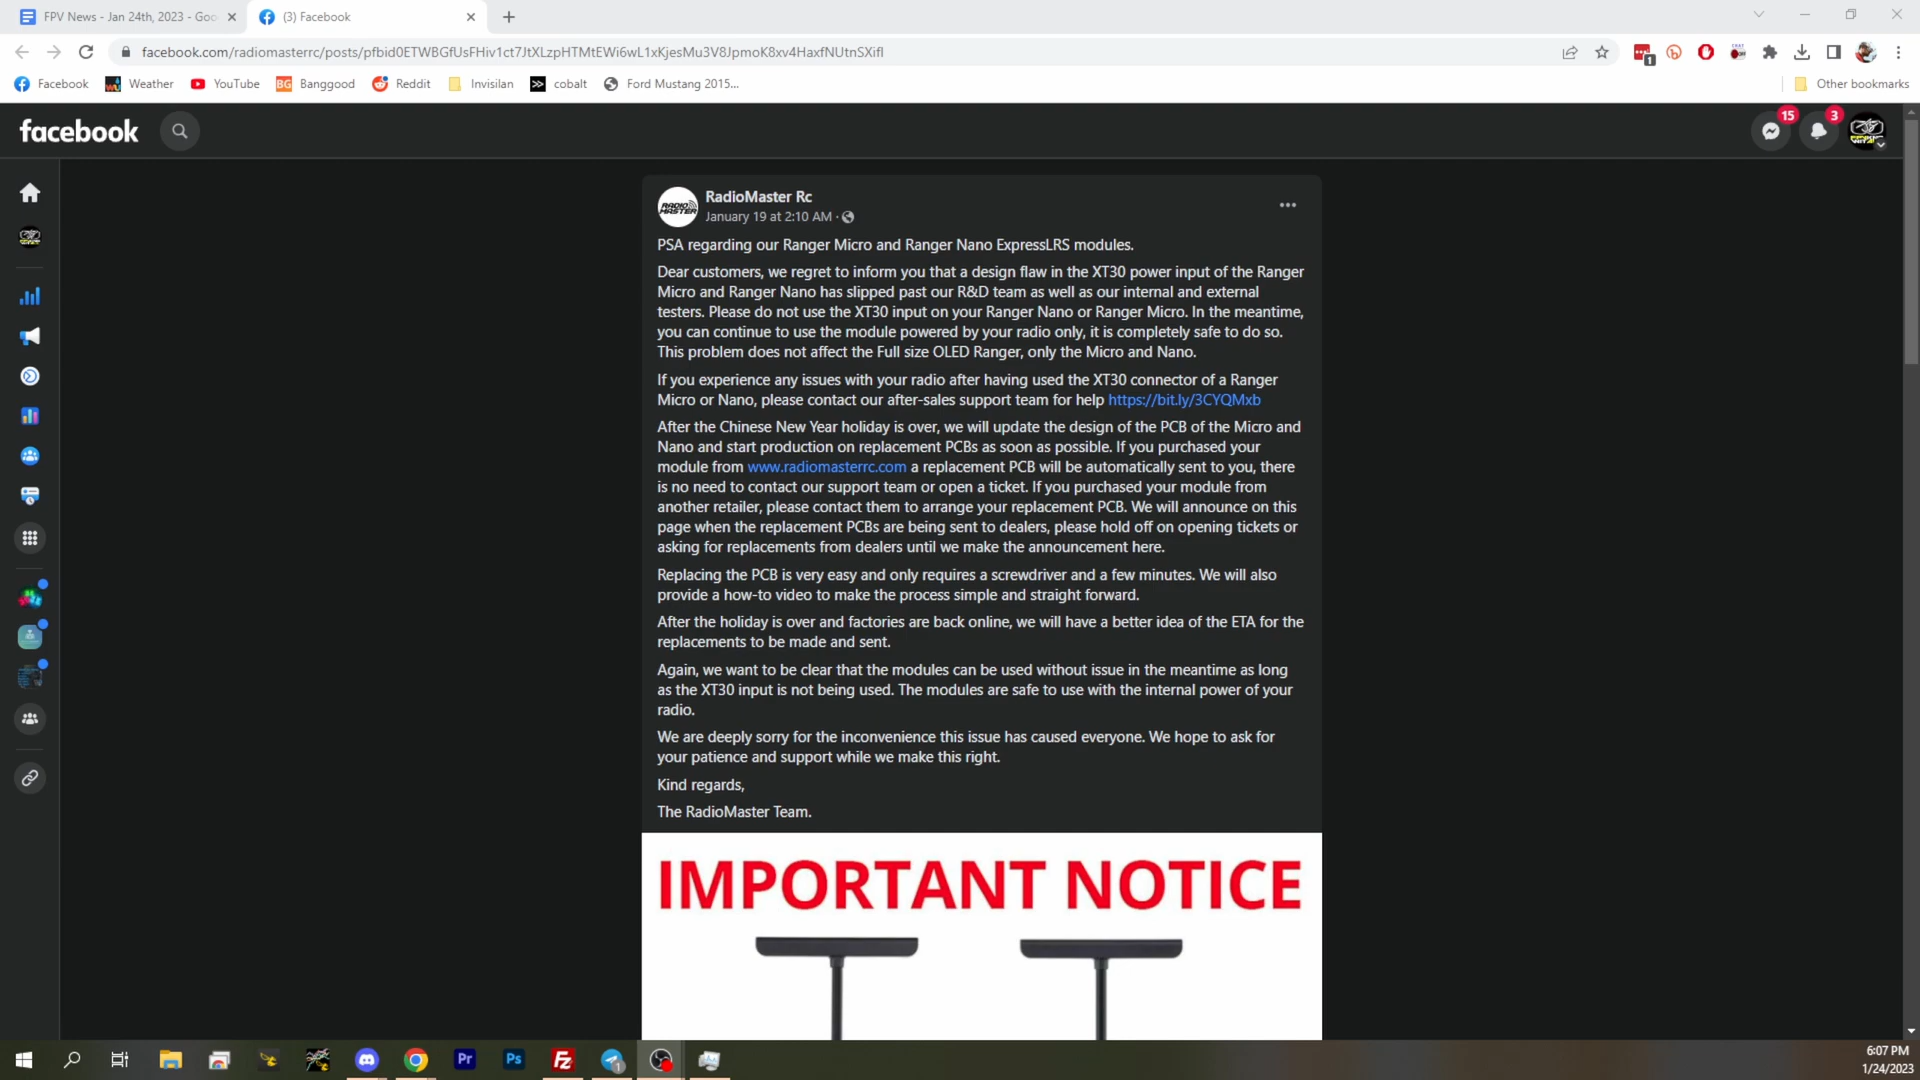 FPV News - Jan 24th, 2023 - Goo
(3) Facebook
facebook.com/radiomasterrc/posts/pfbid0ETWBGfUsFHiv1ct7JtXLzpHTMtEWi6wL1xKjesMu3V8JpmoK8xv4HaxfNUtnSXifl
1
Facebook
Weather
YouTube
BG Banggood
Reddit
Invisilan
cobalt
Ford Mustang 2015...
Other bookmarks
facebook
15
3
RADIO MASTER
RadioMaster Rc
January 19 at 2:10 AM ·
PSA regarding our Ranger Micro and Ranger Nano ExpressLRS modules.
Dear customers, we regret to inform you that a design flaw in the XT30 power input of the Ranger
Micro and Ranger Nano has slipped past our R&D team as well as our internal and external
testers. Please do not use the XT30 input on your Ranger Nano or Ranger Micro. In the meantime,
you can continue to use the module powered by your radio only, it is completely safe to do so.
This problem does not affect the Full size OLED Ranger, only the Micro and Nano.
If you experience any issues with your radio after having used the XT30 connector of a Ranger
Micro or Nano, please contact our after-sales support team for help https://bit.ly/3CYQMxb
After the Chinese New Year holiday is over, we will update the design of the PCB of the Micro and
Nano and start production on replacement PCBs as soon as possible. If you purchased your
module from www.radiomasterrc.com a replacement PCB will be automatically sent to you, there
is no need to contact our support team or open a ticket. If you purchased your module from
another retailer, please contact them to arrange your replacement PCB. We will announce on this
page when the replacement PCBs are being sent to dealers, please hold off on opening tickets or
asking for replacements from dealers until we make the announcement here.
Replacing the PCB is very easy and only requires a screwdriver and a few minutes. We will also
provide a how-to video to make the process simple and straight forward.
After the holiday is over and factories are back online, we will have a better idea of the ETA for the
replacements to be made and sent.
Again, we want to be clear that the modules can be used without issue in the meantime as long
as the XT30 input is not being used. The modules are safe to use with the internal power of your
radio.
We are deeply sorry for the inconvenience this issue has caused everyone. We hope to ask for
your patience and support while we make this right.
Kind regards,
The RadioMaster Team.
IMPORTANT NOTICE
Pr
Ps
Fz
1
6:07 PM
1/24/2023